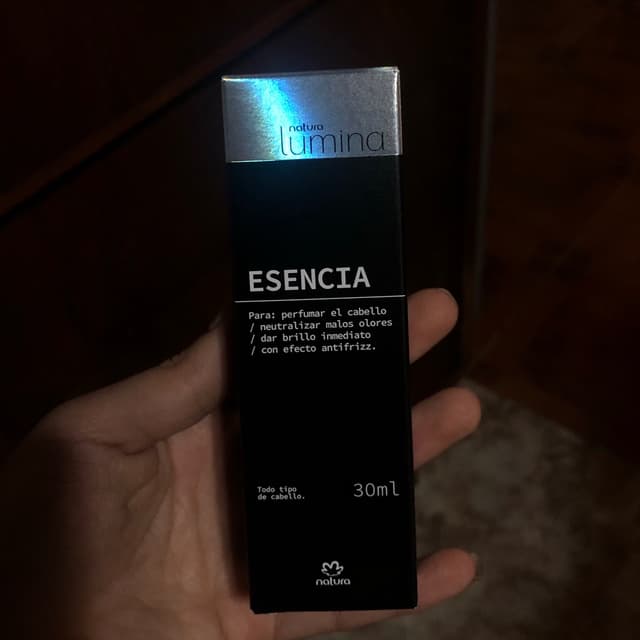 natura
lumina
ESENCIA
Para: perfumar el cabello
/ neutralizar malos olores
/ dar brillo inmediato
/ con efecto antifrizz.
Todo tipo
de cabello.
30ml
natura